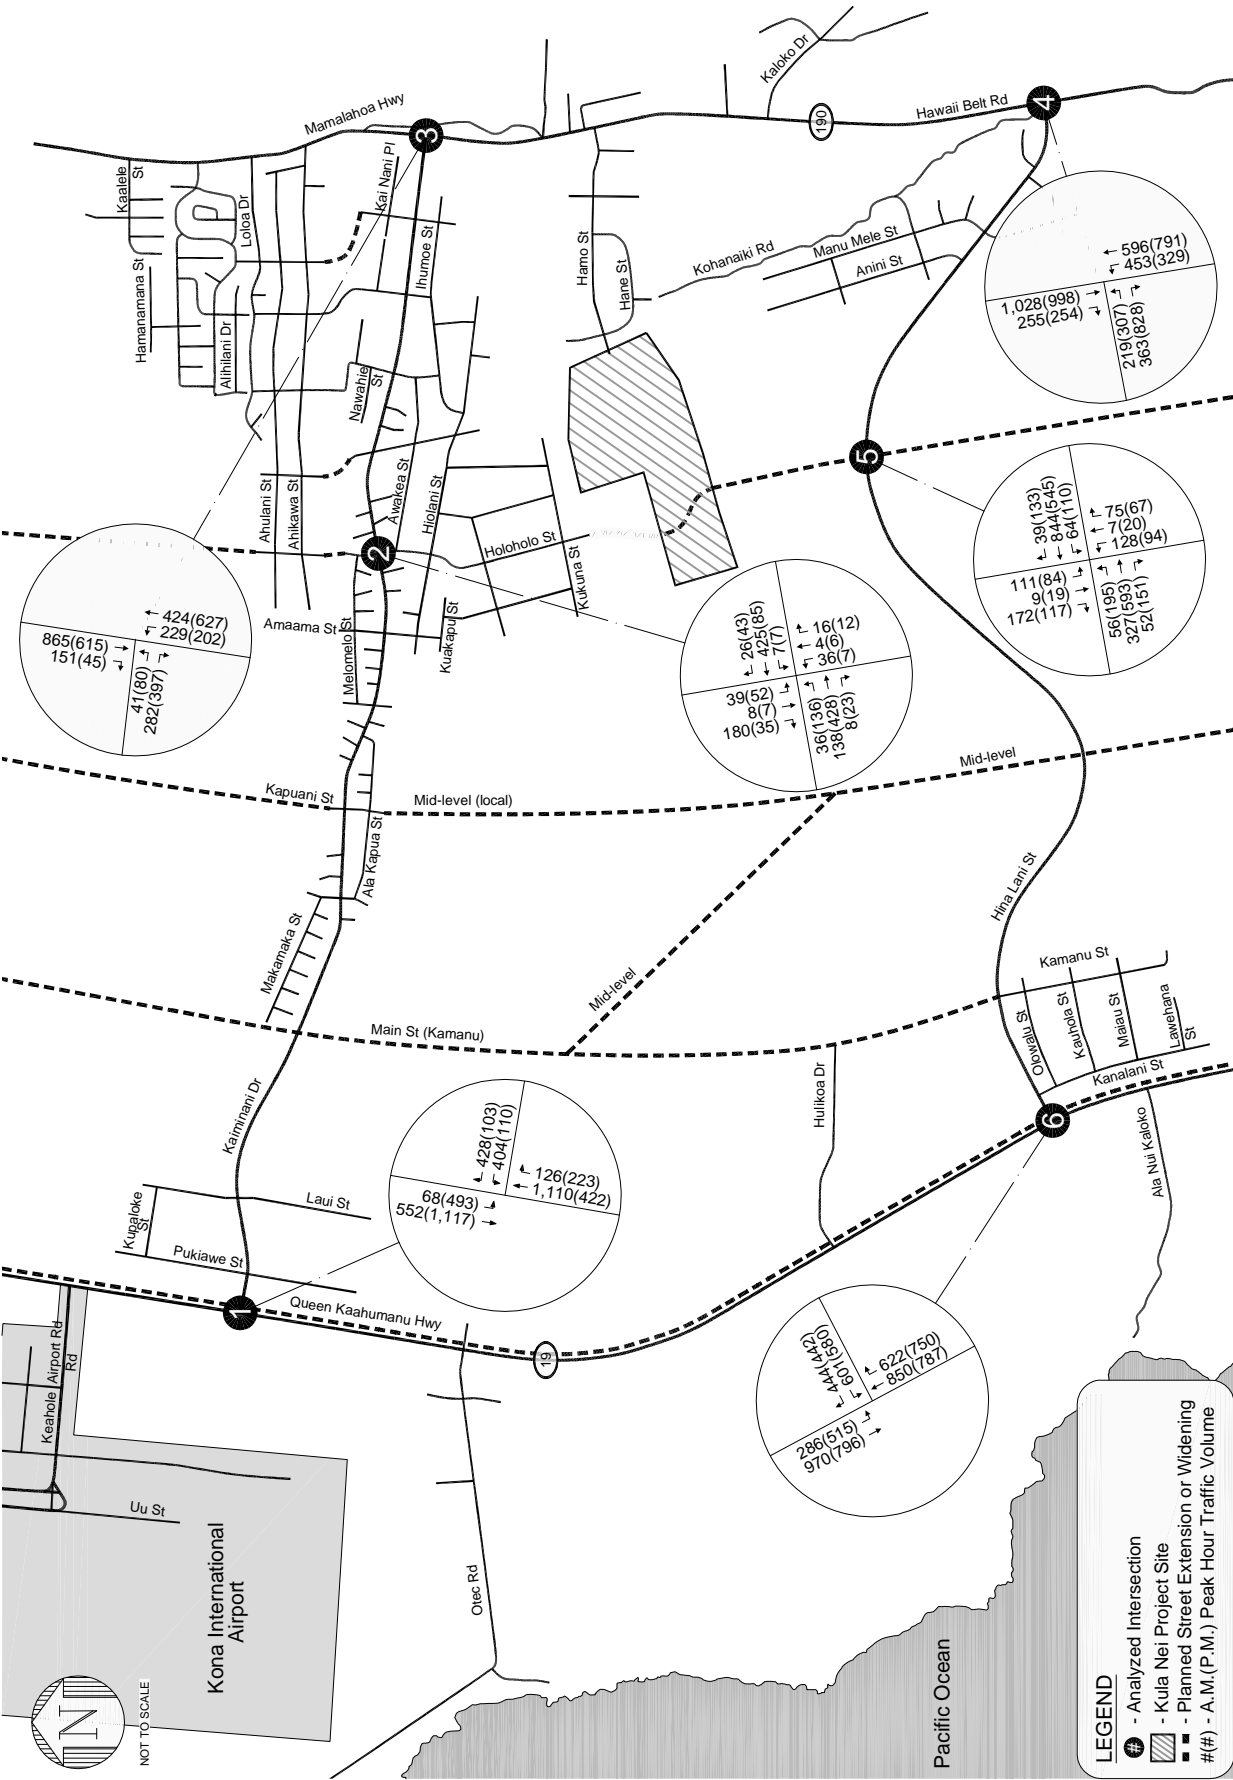 Kaloko Dr
Mamalahoa Hwy
Hawaii Belt Rd
190
4
3
Kai Nani Pl
Kaalele
St
Loloa Dr
Hamanamana St
Alihilani Dr
Ihumoe St
Hamo St
Hane St
Kohanaiki Rd
Manu Mele St
Anini St
Nawahie
St
Ahulani St
Ahikawa St
Awakea St
Hiolani St
Holoholo St
Kukuna St
Amaama St
Melomelo St
Kuakapu St
2
5
596(791)
453(329)
1,028(998)
255(254)
219(307)
363(828)
424(627)
229(202)
865(615)
151(45)
41(80)
282(397)
26(43)
425(85)
7(7)
16(12)
4(6)
36(7)
39(52)
8(7)
180(35)
36(136)
138(428)
8(23)
39(133)
844(545)
64(110)
75(67)
7(20)
128(94)
111(84)
9(19)
172(117)
56(195)
327(593)
52(151)
Kapuani St
Mid-level (local)
Mid-level
Ala Kapua St
Makamaka St
Mid-level
Main St (Kamanu)
Hina Lani St
Kamanu St
Olowalu St
Kauhola St
Maiau St
Lawehana
St
Kanalani St
Hulikoa Dr
Ala Nui Kaloko
Kaiminani Dr
Kupaloke
St
Laui St
Pukiawe St
Queen Kaahumanu Hwy
1
6
19
428(103)
404(110)
126(223)
1,110(422)
68(493)
552(1,117)
444(442)
601(580)
622(750)
850(787)
286(515)
970(796)
Keahole
Airport Rd
Rd
Uu St
Otec Rd
Kona International
Airport
Pacific Ocean
N
NOT TO SCALE
LEGEND
# - Analyzed Intersection
- Kula Nei Project Site
- Planned Street Extension or Widening
#(#) - A.M.(P.M.) Peak Hour Traffic Volume